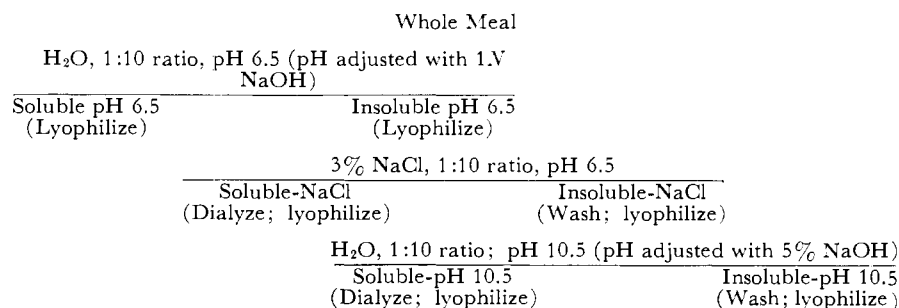 Whole Meal
H₂O, 1:10 ratio, pH 6.5 (pH adjusted with 1.V
NaOH)
Soluble pH 6.5 Insoluble pH 6.5
(Lyophilize) (Lyophilize)
3% NaCl, 1:10 ratio, pH 6.5
Soluble-NaCl Insoluble-NaCl
(Dialyze; lyophilize) (Wash; lyophilize)
H₂O, 1:10 ratio; pH 10.5 (pH adjusted with 5% NaOH)
Soluble-pH 10.5 Insoluble-pH 10.5
(Dialyze; lyophilize) (Wash; lyophilize)